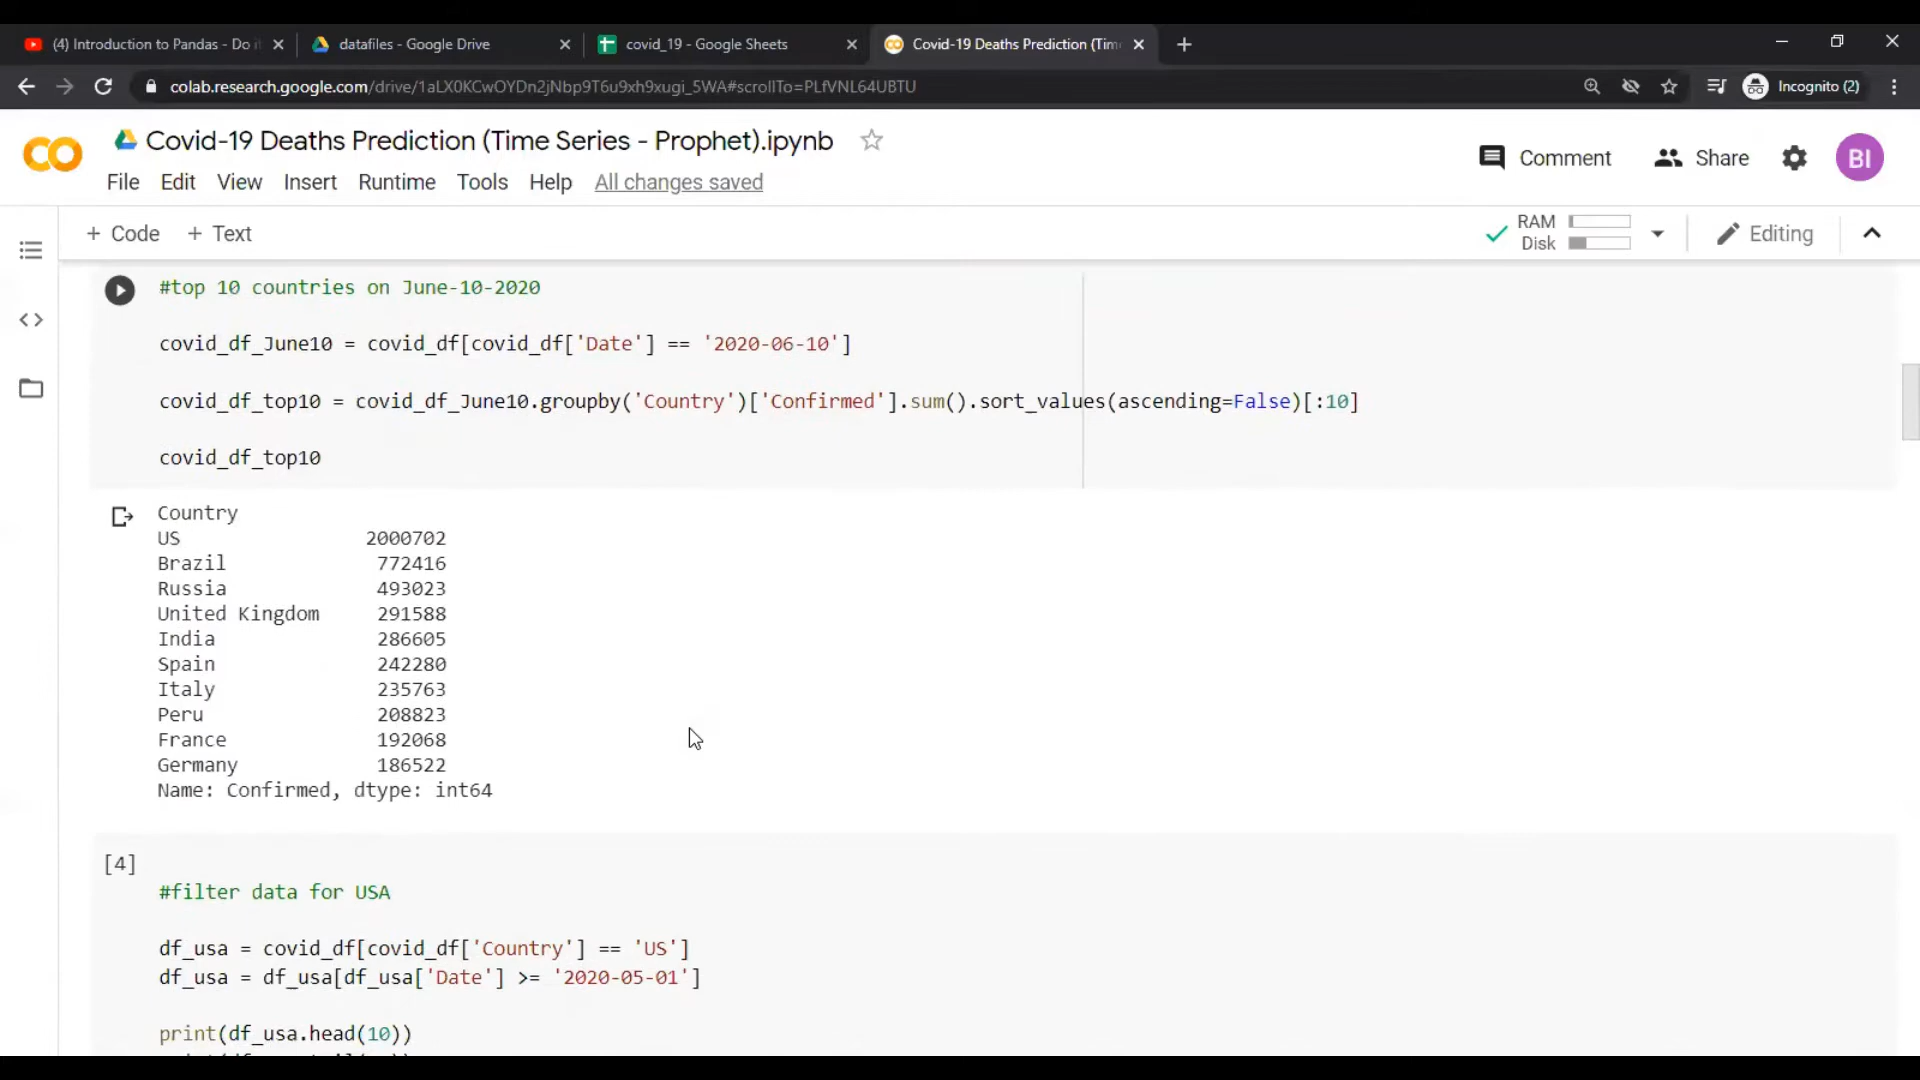 (4) Introduction to Pandas - Do it
datafiles - Google Drive
covid_19 - Google Sheets
Covid-19 Deaths Prediction (Tim
colab.research.google.com/drive/1aLX0KCwOYDn2jNbp9T6u9xh9xugi_5WA#scrollTo=PLfVNL64UBTU
Incognito (2)
Covid-19 Deaths Prediction (Time Series - Prophet).ipynb
Comment
Share
BI
File Edit View Insert Runtime Tools Help All changes saved
+ Code + Text
RAM
Disk
Editing
#top 10 countries on June-10-2020
covid_df_June10 = covid_df[covid_df['Date'] == '2020-06-10']
covid_df_top10 = covid_df_June10.groupby('Country')['Confirmed'].sum().sort_values(ascending=False)[:10]
covid_df_top10
Country
US 2000702
Brazil 772416
Russia 493023
United Kingdom 291588
India 286605
Spain 242280
Italy 235763
Peru 208823
France 192068
Germany 186522
Name: Confirmed, dtype: int64
[4]
#filter data for USA
df_usa = covid_df[covid_df['Country'] == 'US']
df_usa = df_usa[df_usa['Date'] >= '2020-05-01']
print(df_usa.head(10))